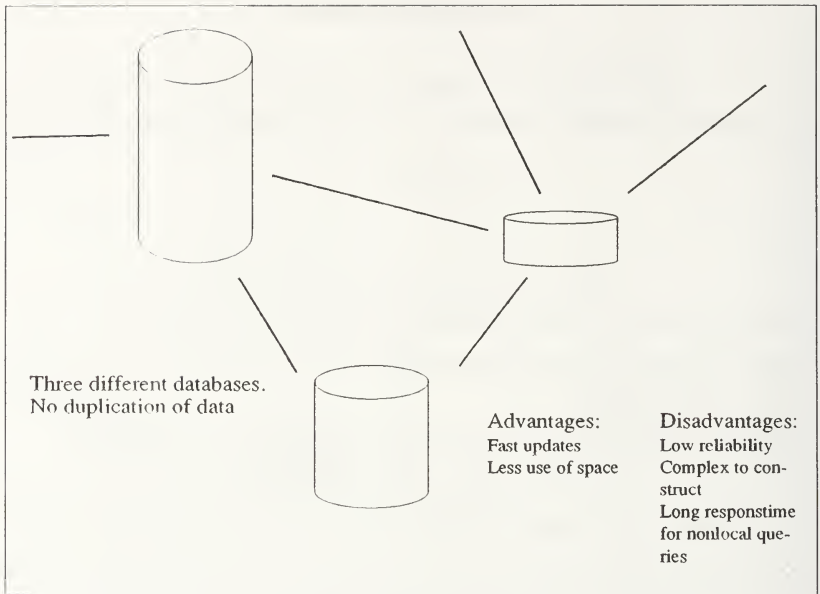 Three different databases.
No duplication of data
Advantages:
Fast updates
Less use of space
Disadvantages:
Low reliability
Complex to con-
struct
Long responstime
for nonlocal que-
ries